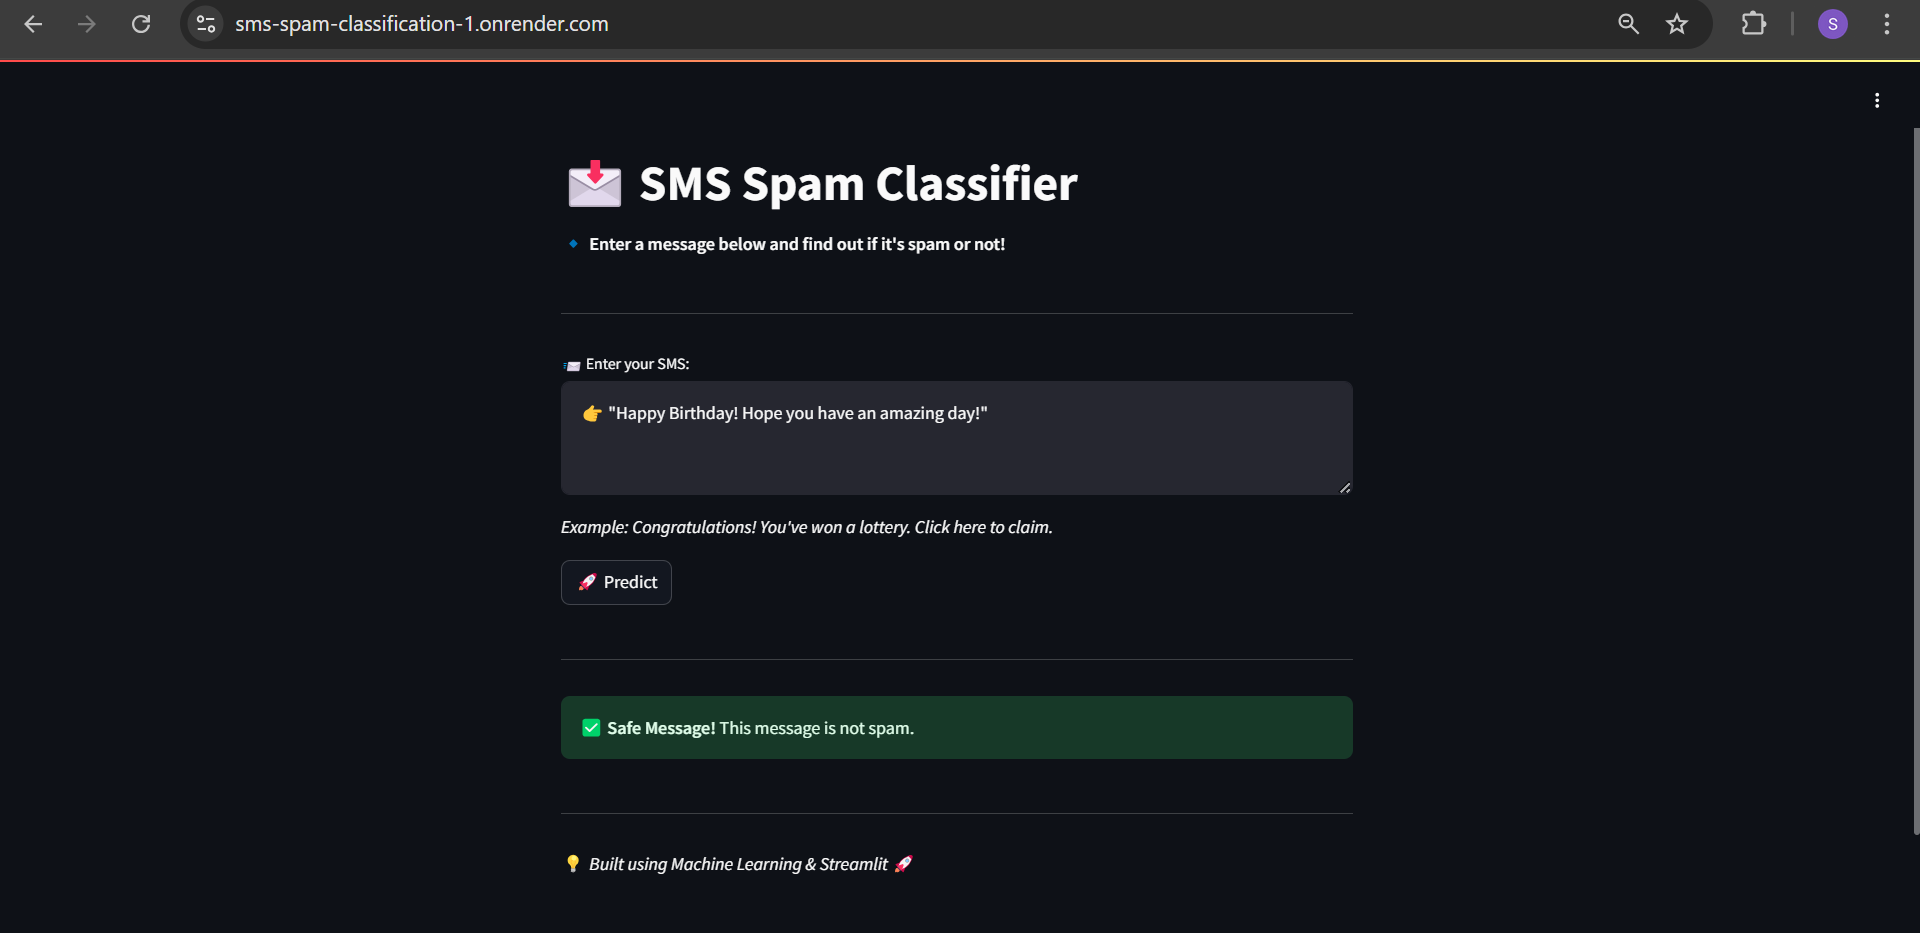 sms-spam-classification-1.onrender.com
S
📩 SMS Spam Classifier
🔹 Enter a message below and find out if it's spam or not!
📨 Enter your SMS:
👉 "Happy Birthday! Hope you have an amazing day!"
Example: Congratulations! You've won a lottery. Click here to claim.
🚀 Predict
✅ Safe Message! This message is not spam.
💡 Built using Machine Learning & Streamlit 🚀